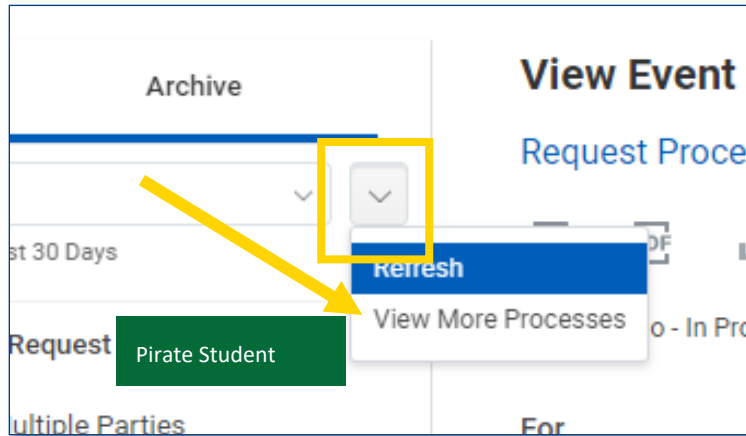 Archive
View Event
Request Proce
st 30 Days
DF
Refresh
View More Processes
o - In Pro
Request
Pirate Student
ultiple Parties
For